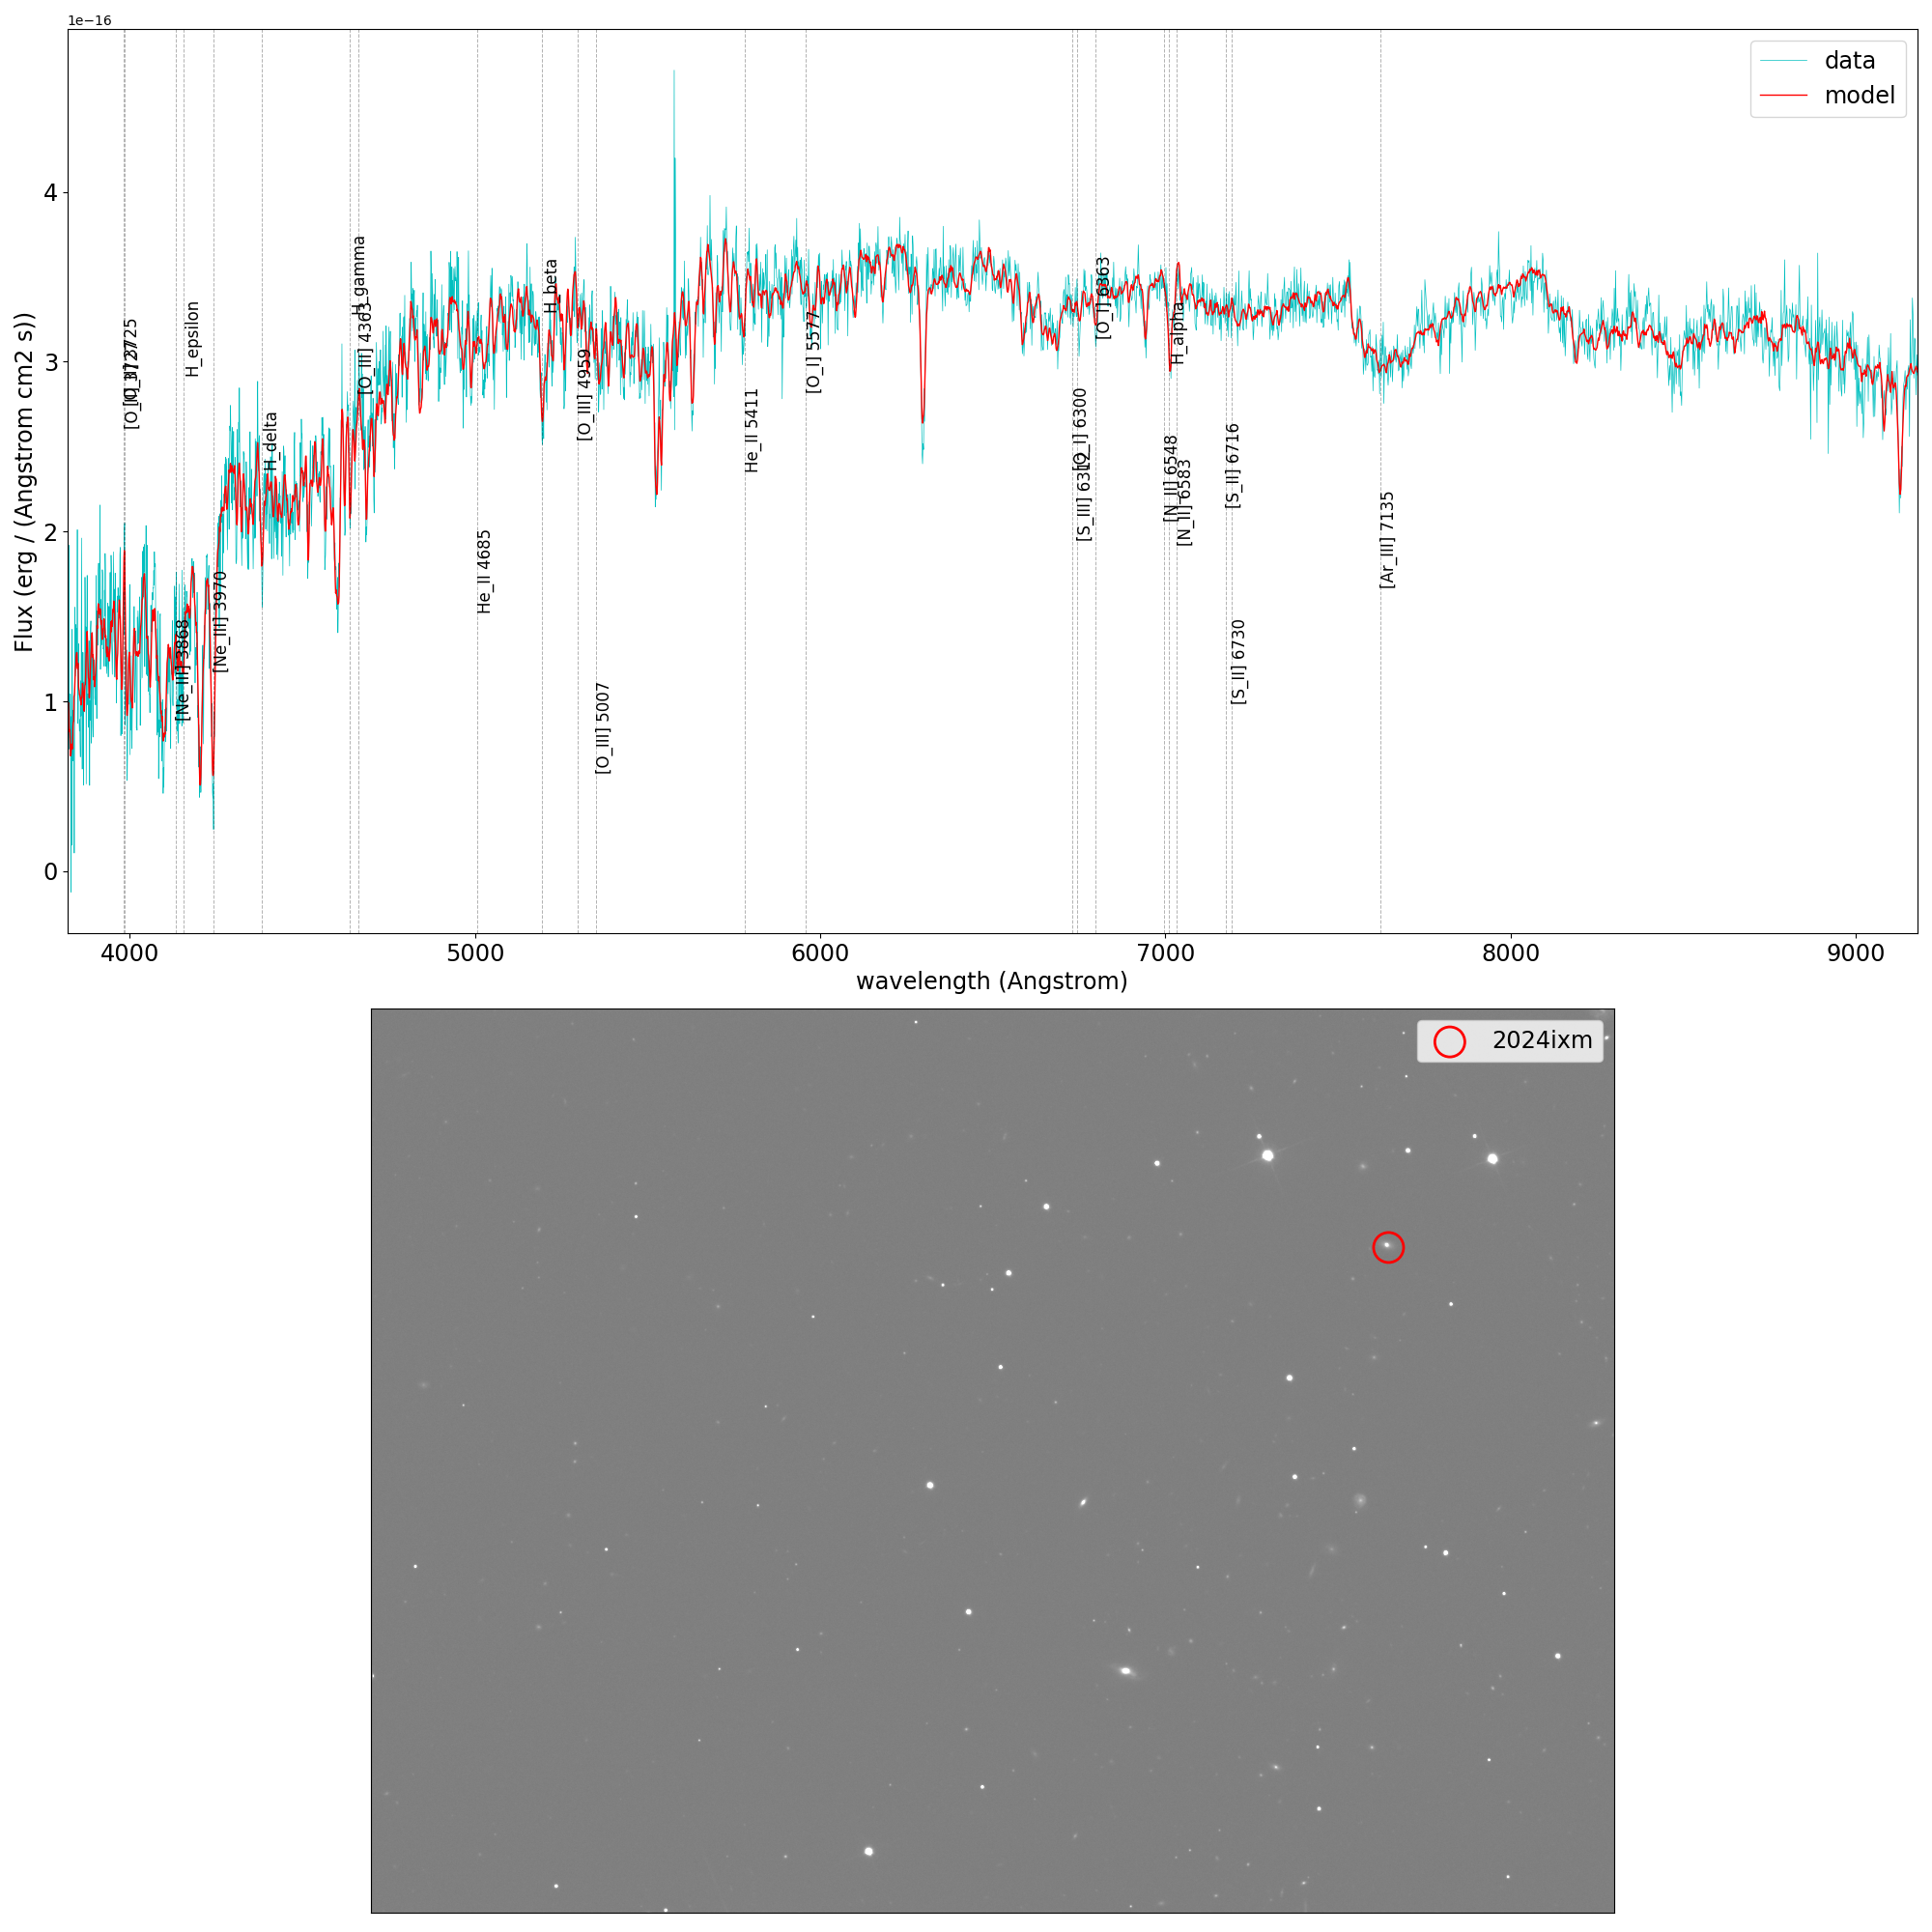 1e−16
data
model
Flux (erg / (Angstrom cm2 s))
4
3
2
1
0
H_epsilon
[Ne_III] 3868
[Ne_III] 3970
H_delta
H_gamma
[O_III] 4363
He_II 4685
H_beta
[O_III] 4959
[O_III] 5007
He_II 5411
[O_I] 5577
[O_I] 6300
[S_III] 6312
[O_I] 6363
[N_II] 6548
H_alpha
[N_II] 6583
[S_II] 6716
[S_II] 6730
[Ar_III] 7135
4000 5000 6000 7000 8000 9000
wavelength (Angstrom)
2024ixm